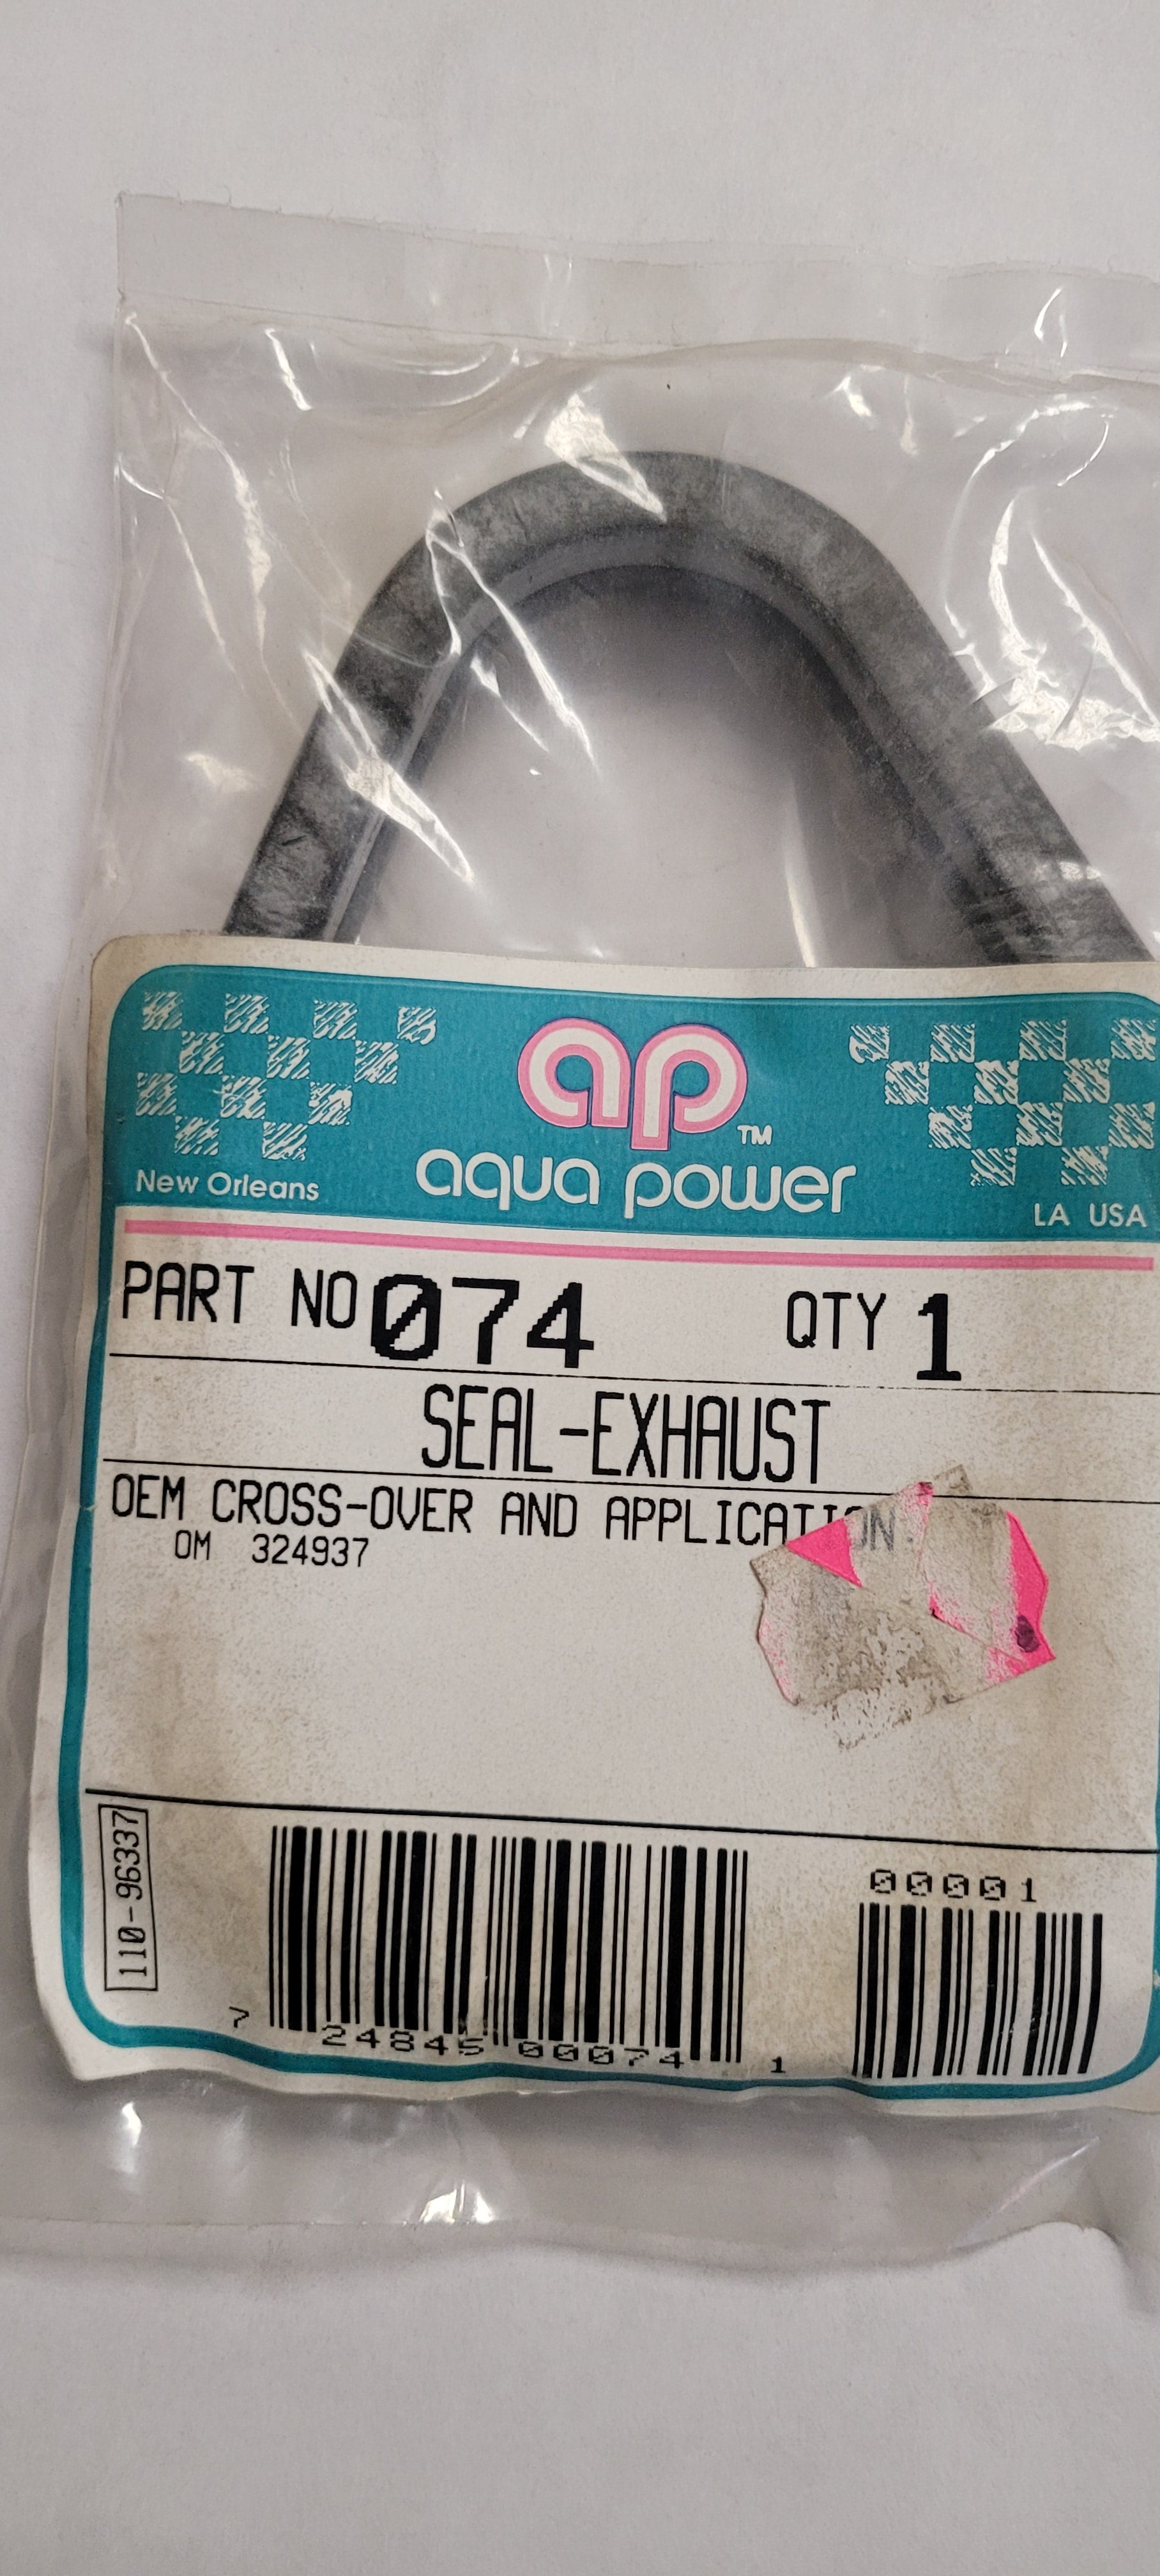 ap™
aqua power
New Orleans
LA USA
PART NO 074 QTY 1
SEAL-EXHAUST
OEM CROSS-OVER AND APPLICATION
OM 324937
110-96337
00001
7 24845 00074 1